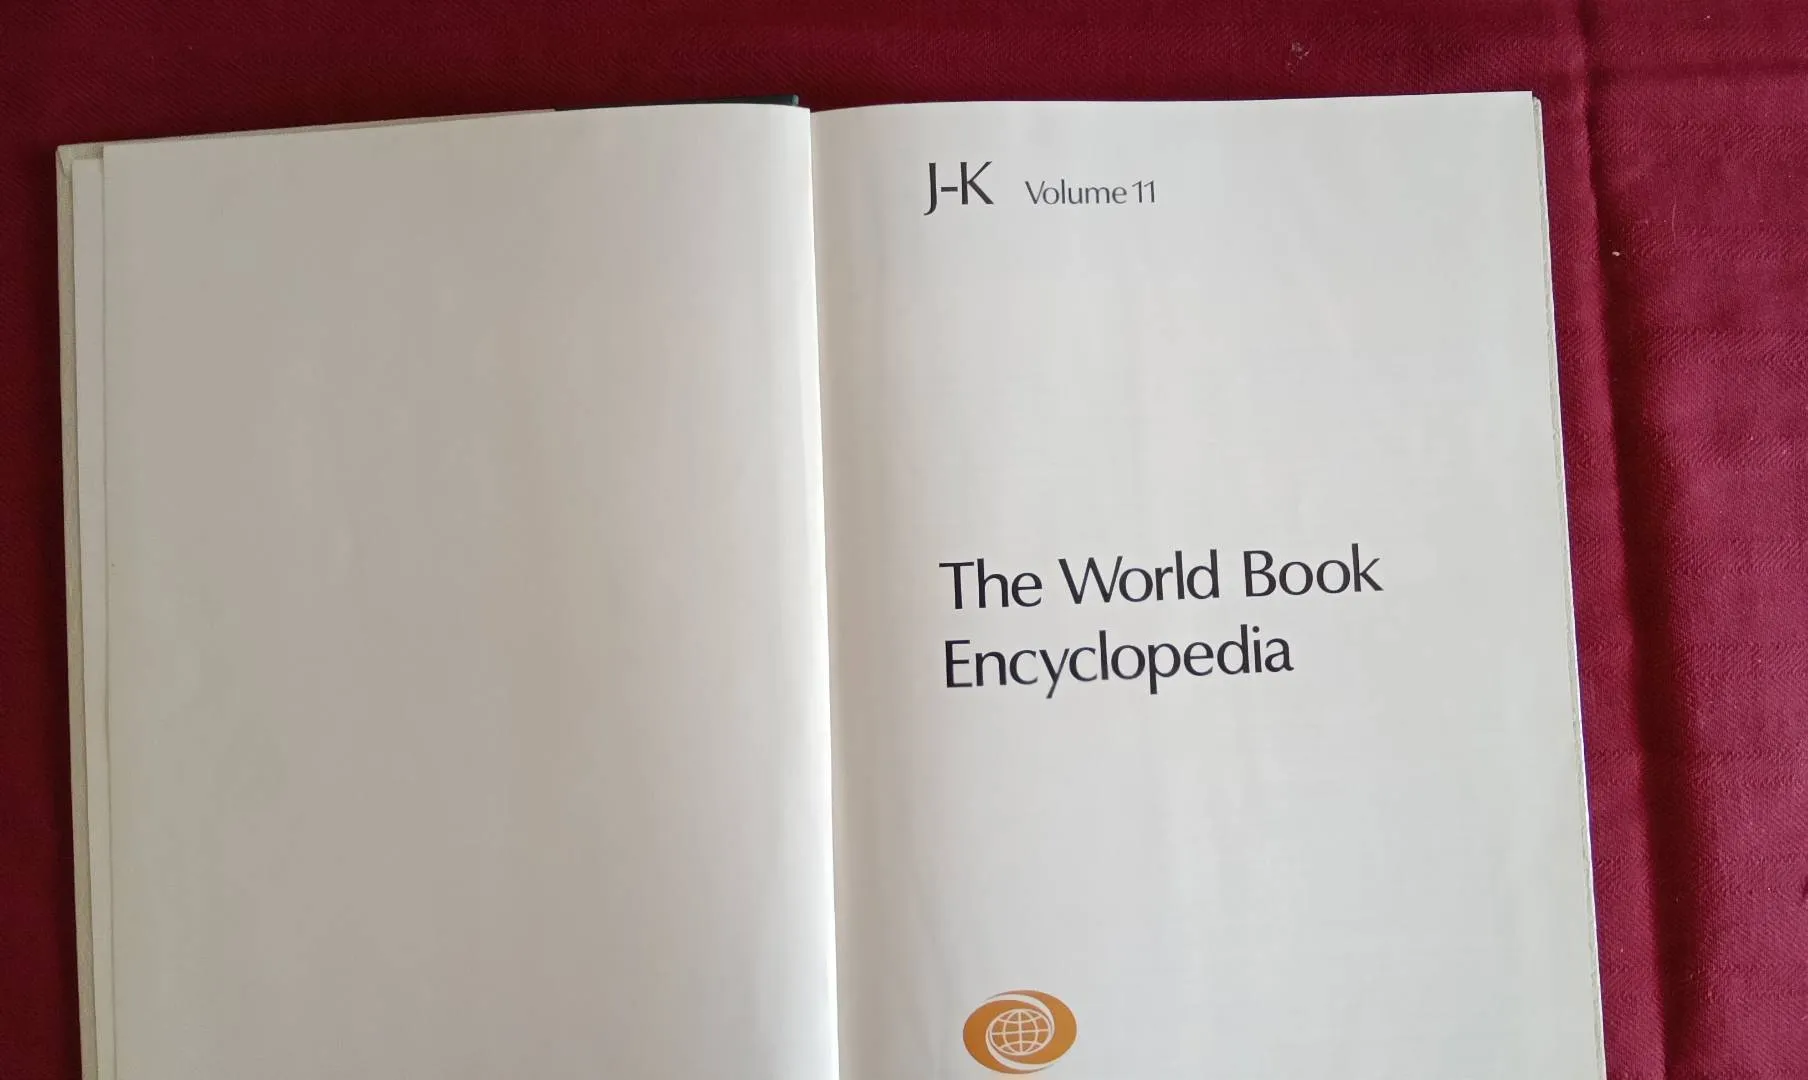 J-K Volume 11
The World Book
Encyclopedia